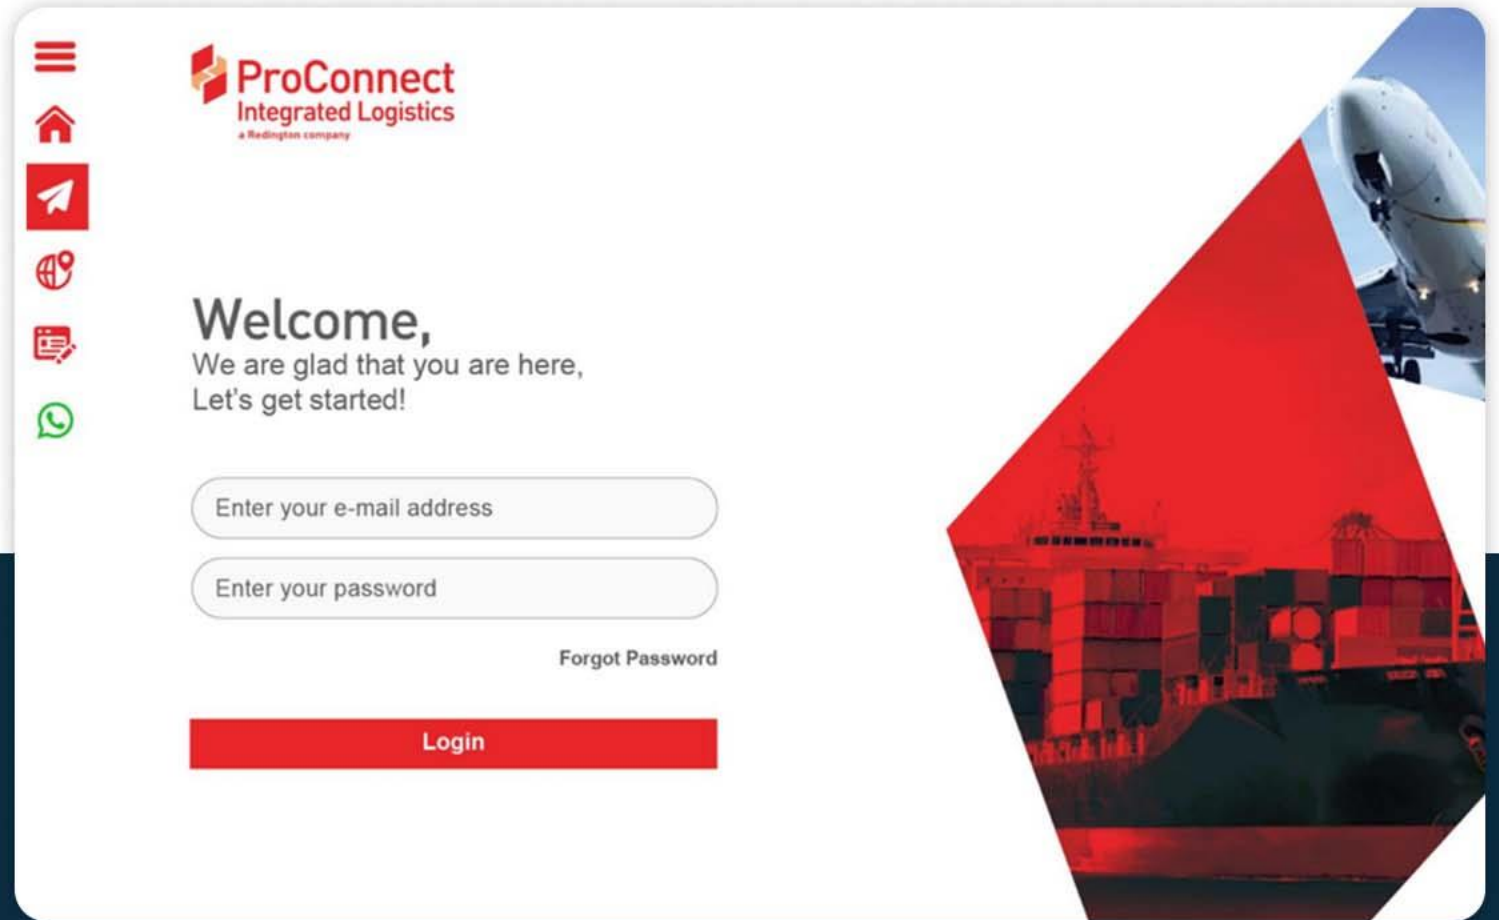 ProConnect
Integrated Logistics
a Redington company
Welcome,
We are glad that you are here,
Let's get started!
Enter your e-mail address
Enter your password
Forgot Password
Login